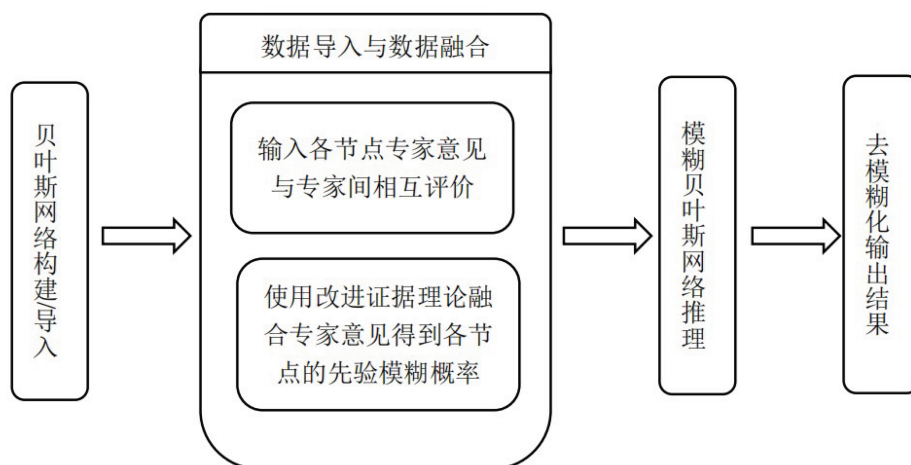 贝叶斯网络构建/导入
数据导入与数据融合
输入各节点专家意见
与专家间相互评价
使用改进证据理论融
合专家意见得到各节
点的先验模糊概率
模糊贝叶斯网络推理
去模糊化输出结果